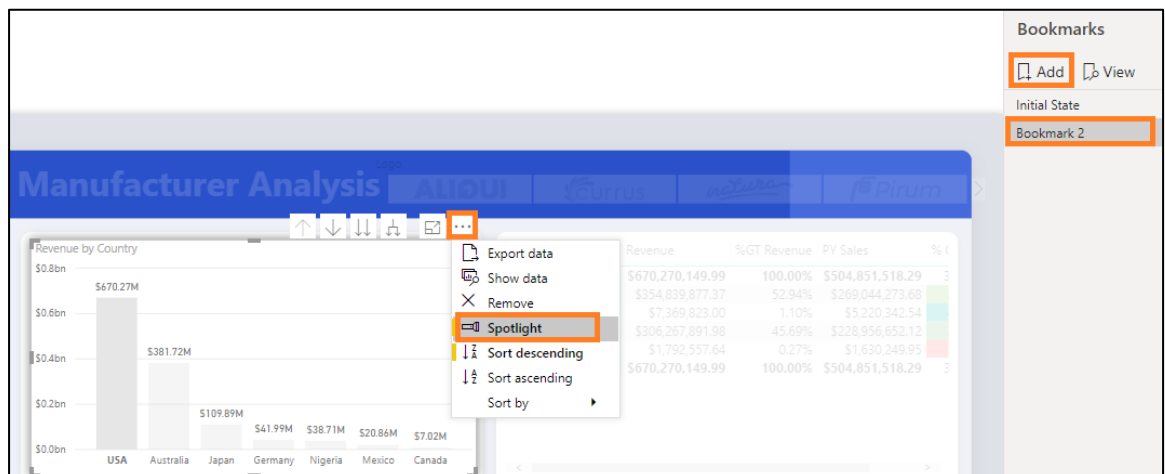 Bookmarks
Add View
Initial State
Bookmark 2
Manufacturer Analysis ALIQUI Currus natura Pirum
Revenue by Country
$0.8bn
$670.27M
$0.6bn
$381.72M
$0.4bn
$0.2bn
$109.89M
$41.99M $38.71M $20.86M $7.02M
$0.0bn
USA Australia Japan Germany Nigeria Mexico Canada
Export data
Show data
Remove
Spotlight
Sort descending
Sort ascending
Sort by
Revenue %GT Revenue PY Sales
$670,270,149.99 100.00% $504,851,518.29
$354,839,877.37 52.94% $269,044,273.68
$7,369,823.00 1.10% $5,220,342.54
$306,267,891.98 45.69% $228,956,652.12
$1,792,557.64 0.27% $1,630,249.95
$670,270,149.99 100.00% $504,851,518.29